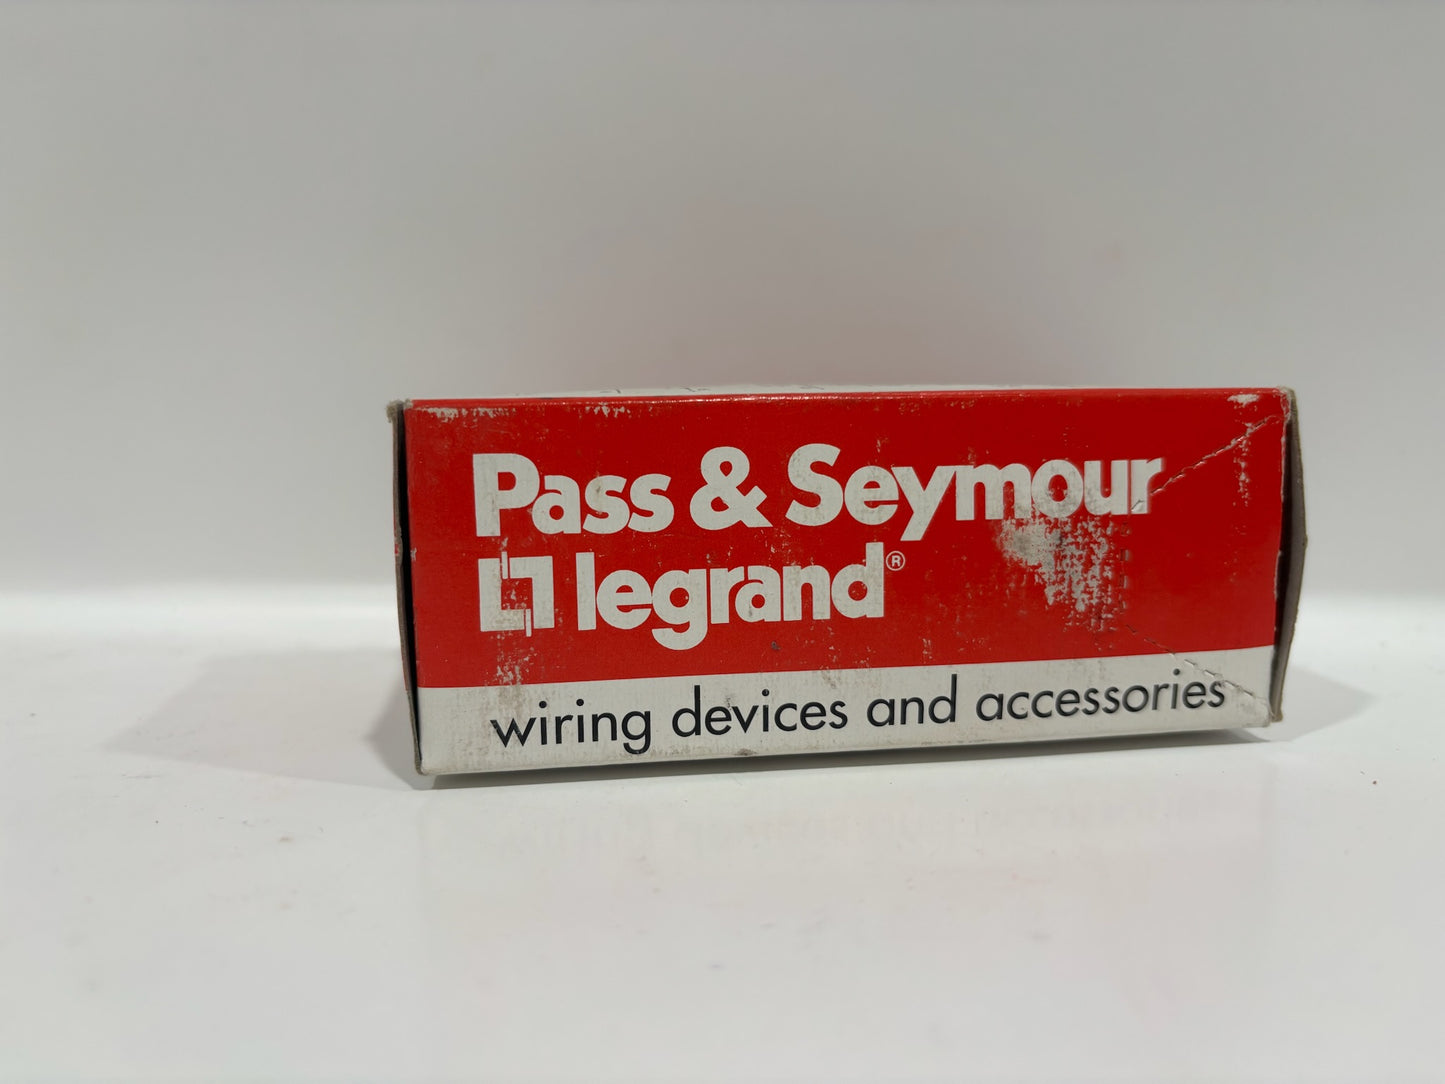 Pass & Seymour
legrand®
wiring devices and accessories